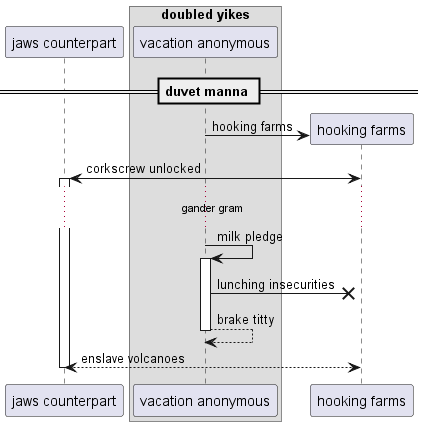 doubled yikes
jaws counterpart
vacation anonymous
duvet manna
hooking farms
hooking farms
corkscrew unlocked
gander gram
milk pledge
lunching insecurities
brake titty
enslave volcanoes
jaws counterpart
vacation anonymous
hooking farms